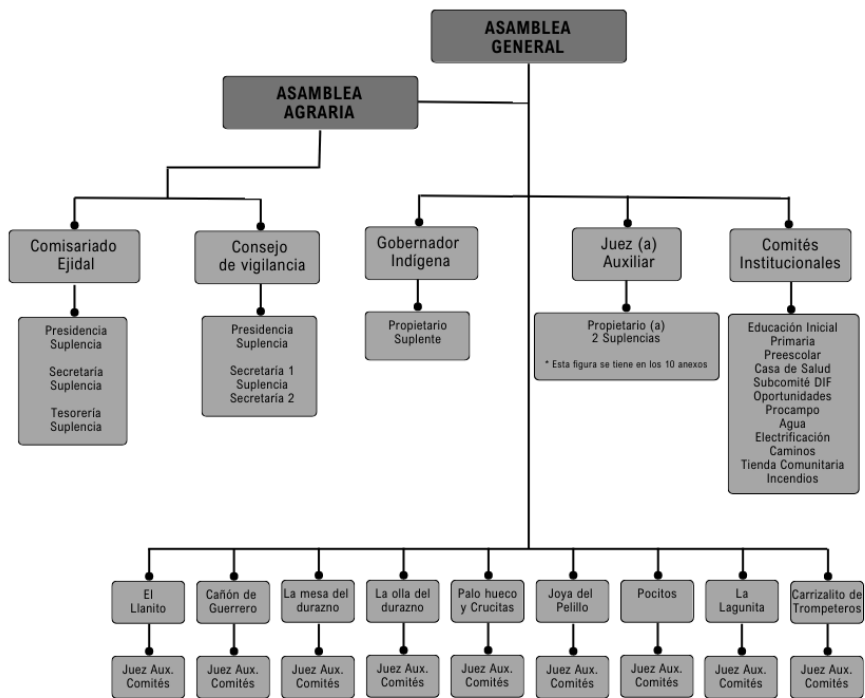 ASAMBLEA
GENERAL
ASAMBLEA
AGRARIA
Comisariado
Ejidal
Consejo
de vigilancia
Gobernador
Indígena
Juez (a)
Auxiliar
Comités
Institucionales
Presidencia
Suplencia
Secretaría
Suplencia
Tesorería
Suplencia
Presidencia
Suplencia
Secretaría 1
Suplencia
Secretaría 2
Propietario
Suplente
Propietario (a)
2 Suplencias
* Esta figura se tiene en los 10 anexos
Educación Inicial
Primaria
Preescolar
Casa de Salud
Subcomité DIF
Oportunidades
Procampo
Agua
Electrificación
Caminos
Tienda Comunitaria
Incendios
El
Llanito
Cañón de
Guerrero
La mesa del
durazno
La olla del
durazno
Palo hueco
y Crucitas
Joya del
Pelillo
Pocitos
La
Lagunita
Carrizalito de
Trompeteros
Juez Aux.
Comités
Juez Aux.
Comités
Juez Aux.
Comités
Juez Aux.
Comités
Juez Aux.
Comités
Juez Aux.
Comités
Juez Aux.
Comités
Juez Aux.
Comités
Juez Aux.
Comités